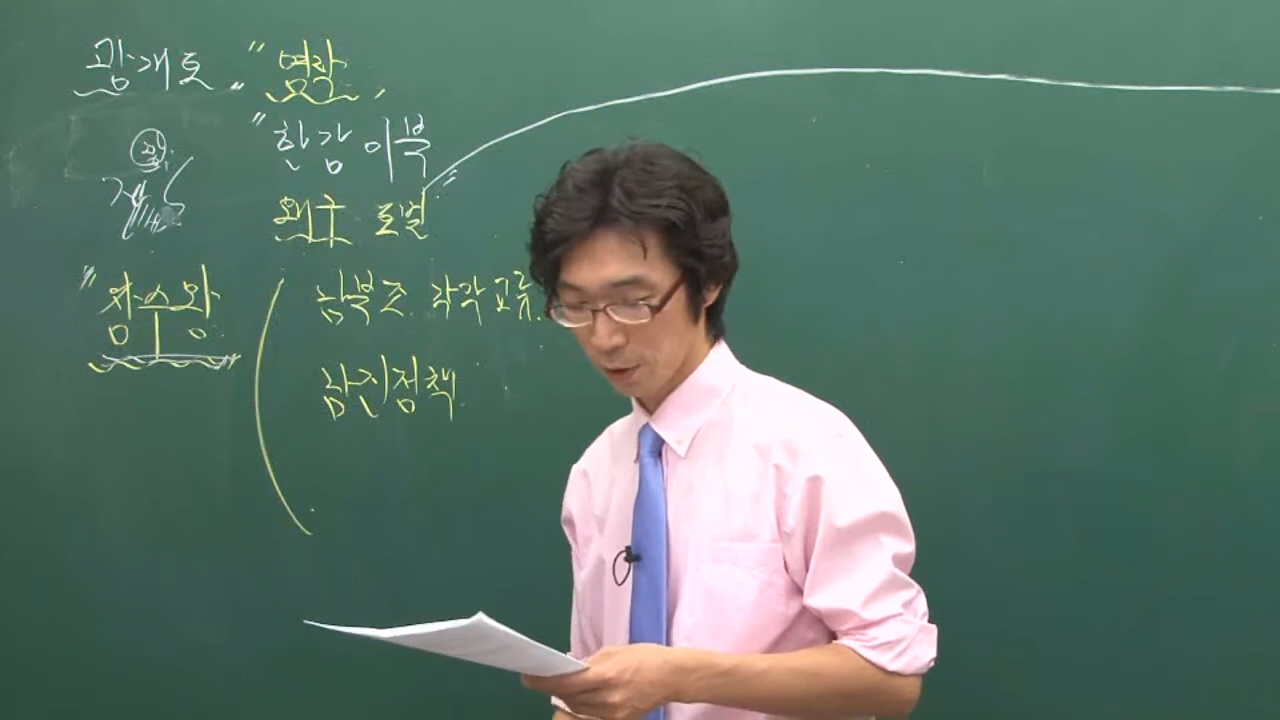 광개토 " 영락 "
" 한강 이북 "
왜구 토벌
" 장수왕
남북조 각각 교류.
남진정책.